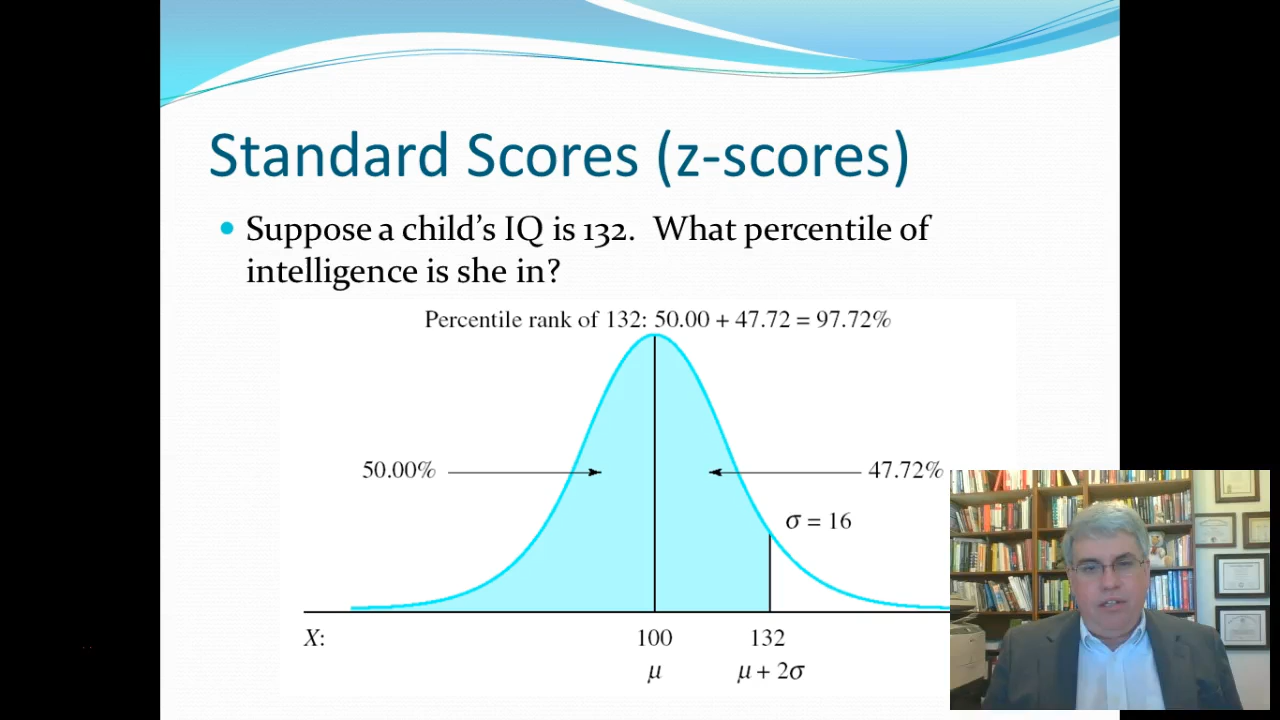 Standard Scores (z-scores)
Suppose a child's IQ is 132. What percentile of
intelligence is she in?
Percentile rank of 132: 50.00 + 47.72 = 97.72%
50.00%
47.72%
σ = 16
X:
100
132
μ
μ + 2σ